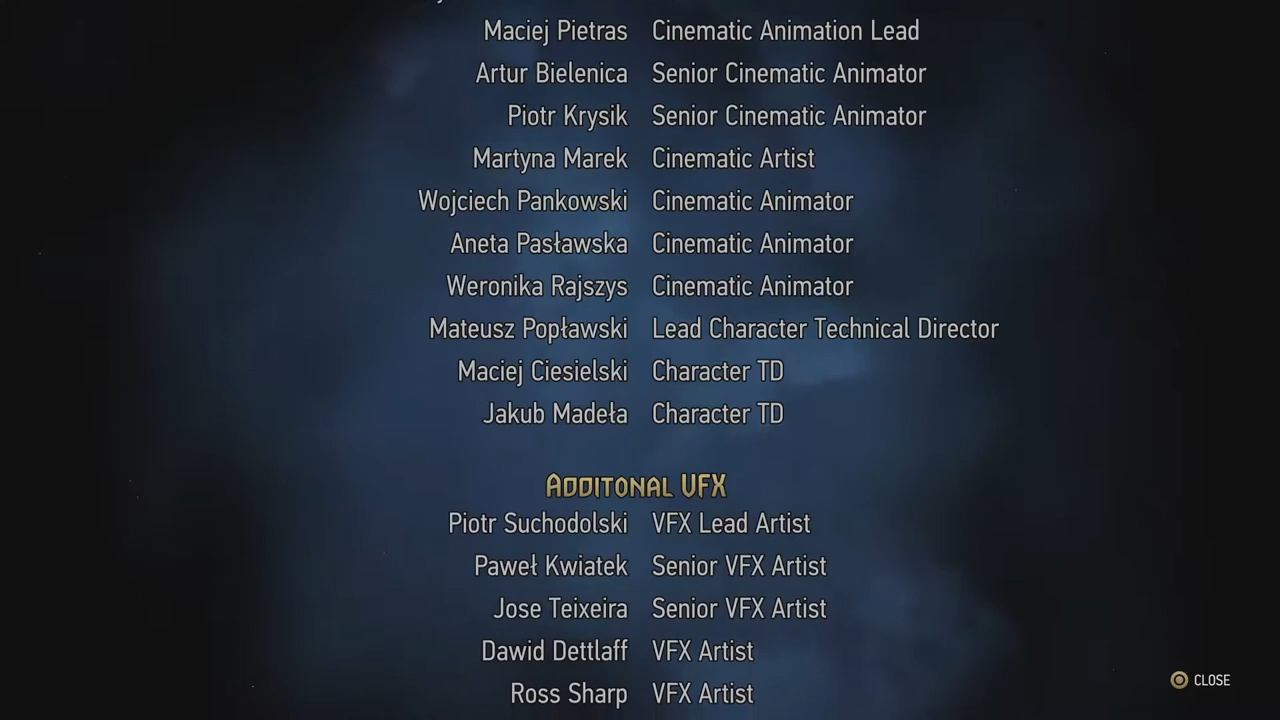 Maciej Pietras Cinematic Animation Lead
Artur Bielenica Senior Cinematic Animator
Piotr Krysik Senior Cinematic Animator
Martyna Marek Cinematic Artist
Wojciech Pankowski Cinematic Animator
Aneta Pasławska Cinematic Animator
Weronika Rajszys Cinematic Animator
Mateusz Popławski Lead Character Technical Director
Maciej Ciesielski Character TD
Jakub Madeła Character TD
Additonal VFX
Piotr Suchodolski VFX Lead Artist
Paweł Kwiatek Senior VFX Artist
Jose Teixeira Senior VFX Artist
Dawid Dettlaff VFX Artist
Ross Sharp VFX Artist
CLOSE